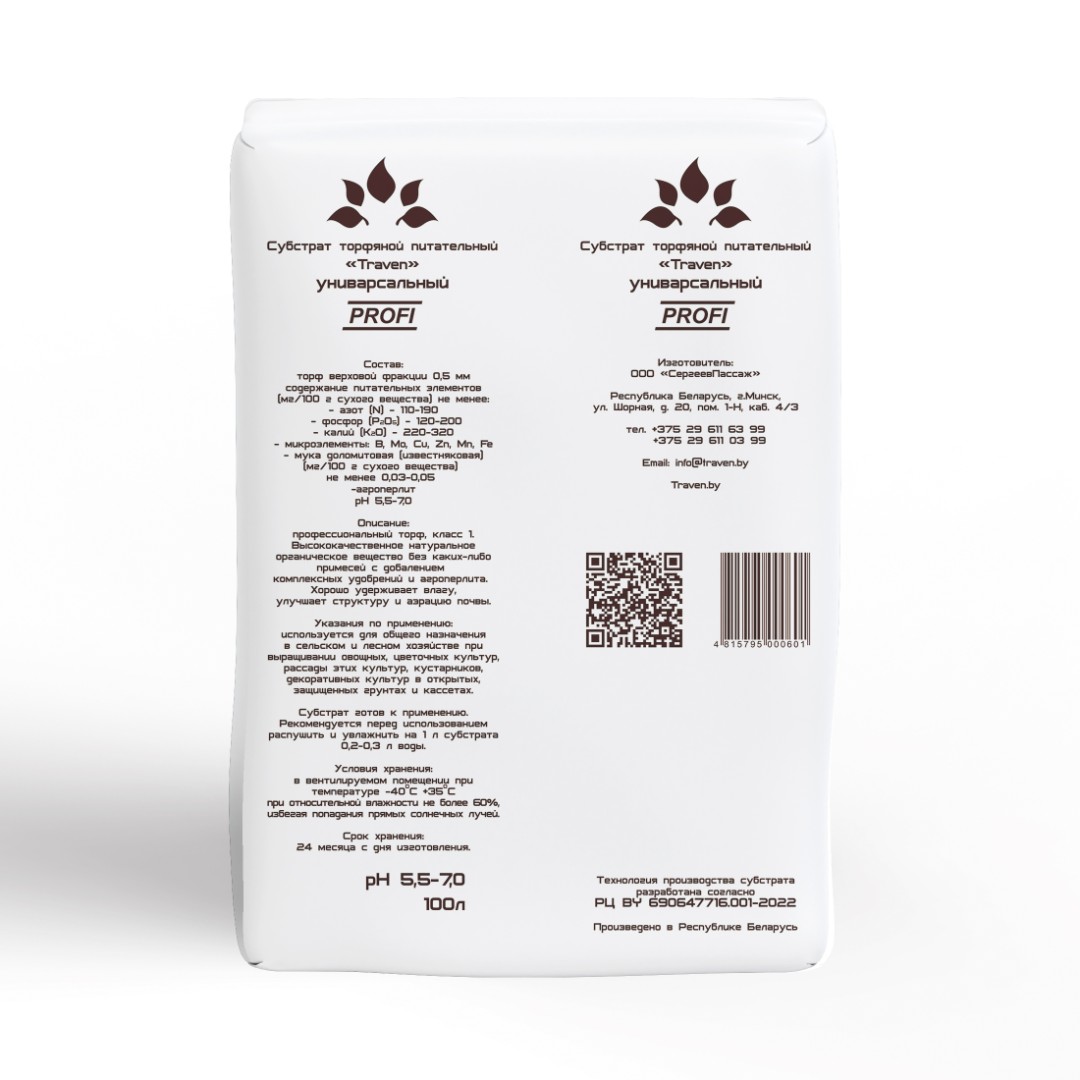 Субстрат торфяной питательный
«Traven»
универсальный
PROFI
Состав:
торф верховой фракции 0,5 мм
содержание питательных элементов
(мг/100 г сухого вещества) не менее:
- азот (N) - 110-190
- фосфор (P₂O₅) - 120-200
- калий (K₂O) - 220-320
- микроэлементы: B, Mo, Cu, Zn, Mn, Fe
- мука доломитовая (известняковая)
(мг/100 г сухого вещества)
не менее 0,03-0,05
-агроперлит
pH 5,5-7,0
Описание:
профессиональный торф, класс 1.
Высококачественное натуральное
органическое вещество без каких-либо
примесей с добалением
комплексных удобрений и агроперлита.
Хорошо удерживает влагу,
улучшает структуру и аэрацию почвы.
Указания по применению:
используется для общего назначения
в сельском и лесном хозяйстве при
выращивании овощных, цветочных культур,
рассады этих культур, кустарников,
декоративных культур в открытых,
защищенных грунтах и кассетах.
Субстрат готов к применению.
Рекомендуется перед использованием
распушить и увлажнить на 1 л субстрата
0,2-0,3 л воды.
Условия хранения:
в вентилируемом помещении при
температуре -40°С +35°С
при относительной влажности не более 60%,
избегая попадания прямых солнечных лучей.
Срок хранения:
24 месяца с дня изготовления.
pH 5,5-7,0
100л
Субстрат торфяной питательный
«Traven»
универсальный
PROFI
Изготовитель:
ООО «СергеевПассаж»
Республика Беларусь, г.Минск,
ул. Шорная, д. 20, пом. 1-Н, каб. 4/3
тел. +375 29 611 63 99
+375 29 611 03 99
Email: info@traven.by
Traven.by
4 815795 000601
Технология производства субстрата
разработана согласно
РЦ BY 690647716.001-2022
Произведено в Республике Беларусь